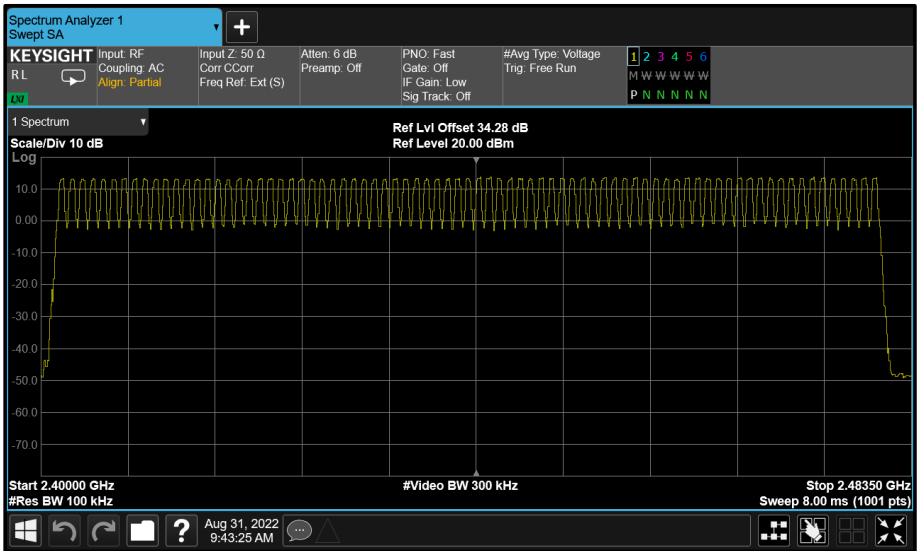 Spectrum Analyzer 1
Swept SA
+
KEYSIGHT
RL
LXI
Input: RF
Coupling: AC
Align: Partial
Input Z: 50 Ω
Corr CCorr
Freq Ref: Ext (S)
Atten: 6 dB
Preamp: Off
PNO: Fast
Gate: Off
IF Gain: Low
Sig Track: Off
#Avg Type: Voltage
Trig: Free Run
1 2 3 4 5 6
M W W W W W
P N N N N N
1 Spectrum
Scale/Div 10 dB
Ref Lvl Offset 34.28 dB
Ref Level 20.00 dBm
Log
10.0
0.00
-10.0
-20.0
-30.0
-40.0
-50.0
-60.0
-70.0
Start 2.40000 GHz
#Video BW 300 kHz
Stop 2.48350 GHz
#Res BW 100 kHz
Sweep 8.00 ms (1001 pts)
?
Aug 31, 2022
9:43:25 AM